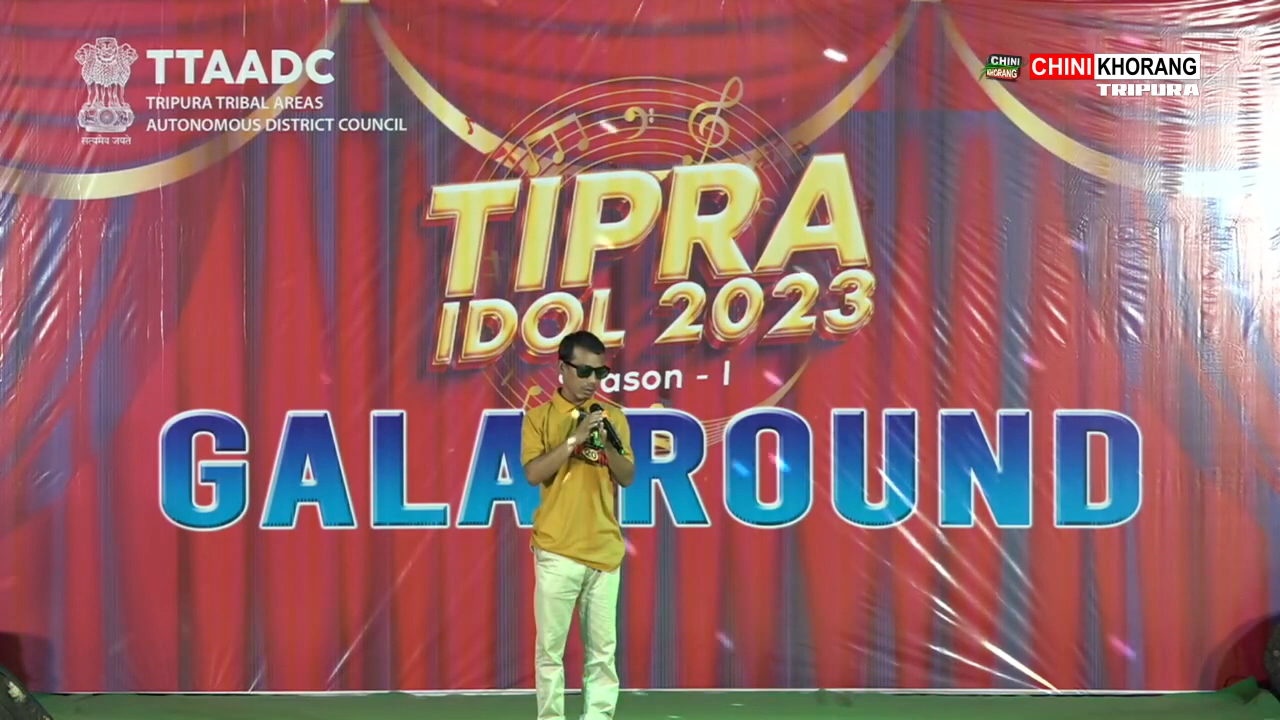 TTAADC
TRIPURA TRIBAL AREAS
AUTONOMOUS DISTRICT COUNCIL
सत्यमेव जयते
CHINI
KHORANG
CHINI KHORANG
TRIPURA
TIPRA
IDOL 2023
ason - I
GALA ROUND